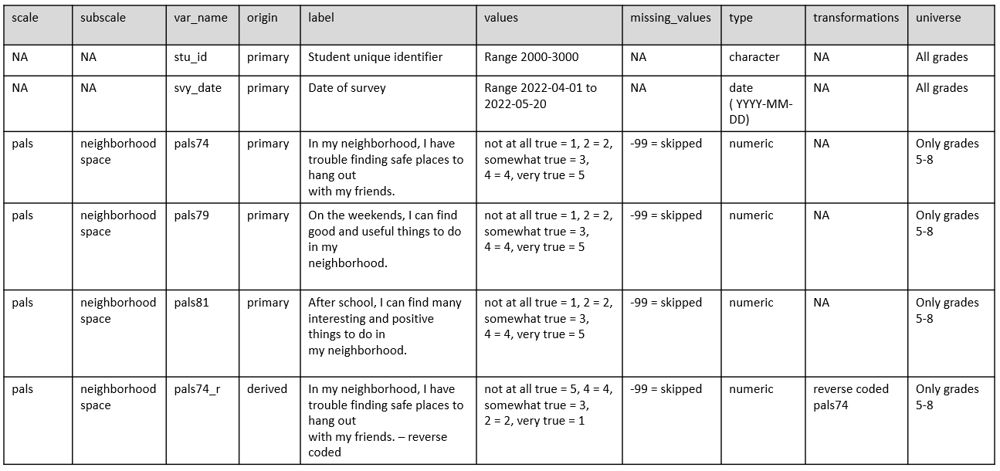 scale subscale var_name origin label values missing_values type transformations universe
NA NA stu_id primary Student unique identifier Range 2000-3000 NA character NA All grades
NA NA svy_date primary Date of survey Range 2022-04-01 to NA date NA All grades
2022-05-20 ( YYYY-MM-
DD)
pals neighborhood pals74 primary In my neighborhood, I have not at all true = 1, 2 = 2, -99 = skipped numeric NA Only grades
space trouble finding safe places to somewhat true = 3, 5-8
hang out 4 = 4, very true = 5
with my friends.
pals neighborhood pals79 primary On the weekends, I can find not at all true = 1, 2 = 2, -99 = skipped numeric NA Only grades
space good and useful things to do somewhat true = 3, 5-8
in my 4 = 4, very true = 5
neighborhood.
pals neighborhood pals81 primary After school, I can find many not at all true = 1, 2 = 2, -99 = skipped numeric NA Only grades
space interesting and positive somewhat true = 3, 5-8
things to do in 4 = 4, very true = 5
my neighborhood.
pals neighborhood pals74_r derived In my neighborhood, I have not at all true = 5, 4 = 4, -99 = skipped numeric reverse coded Only grades
space trouble finding safe places to somewhat true = 3, pals74 5-8
hang out 2 = 2, very true = 1
with my friends. – reverse
coded